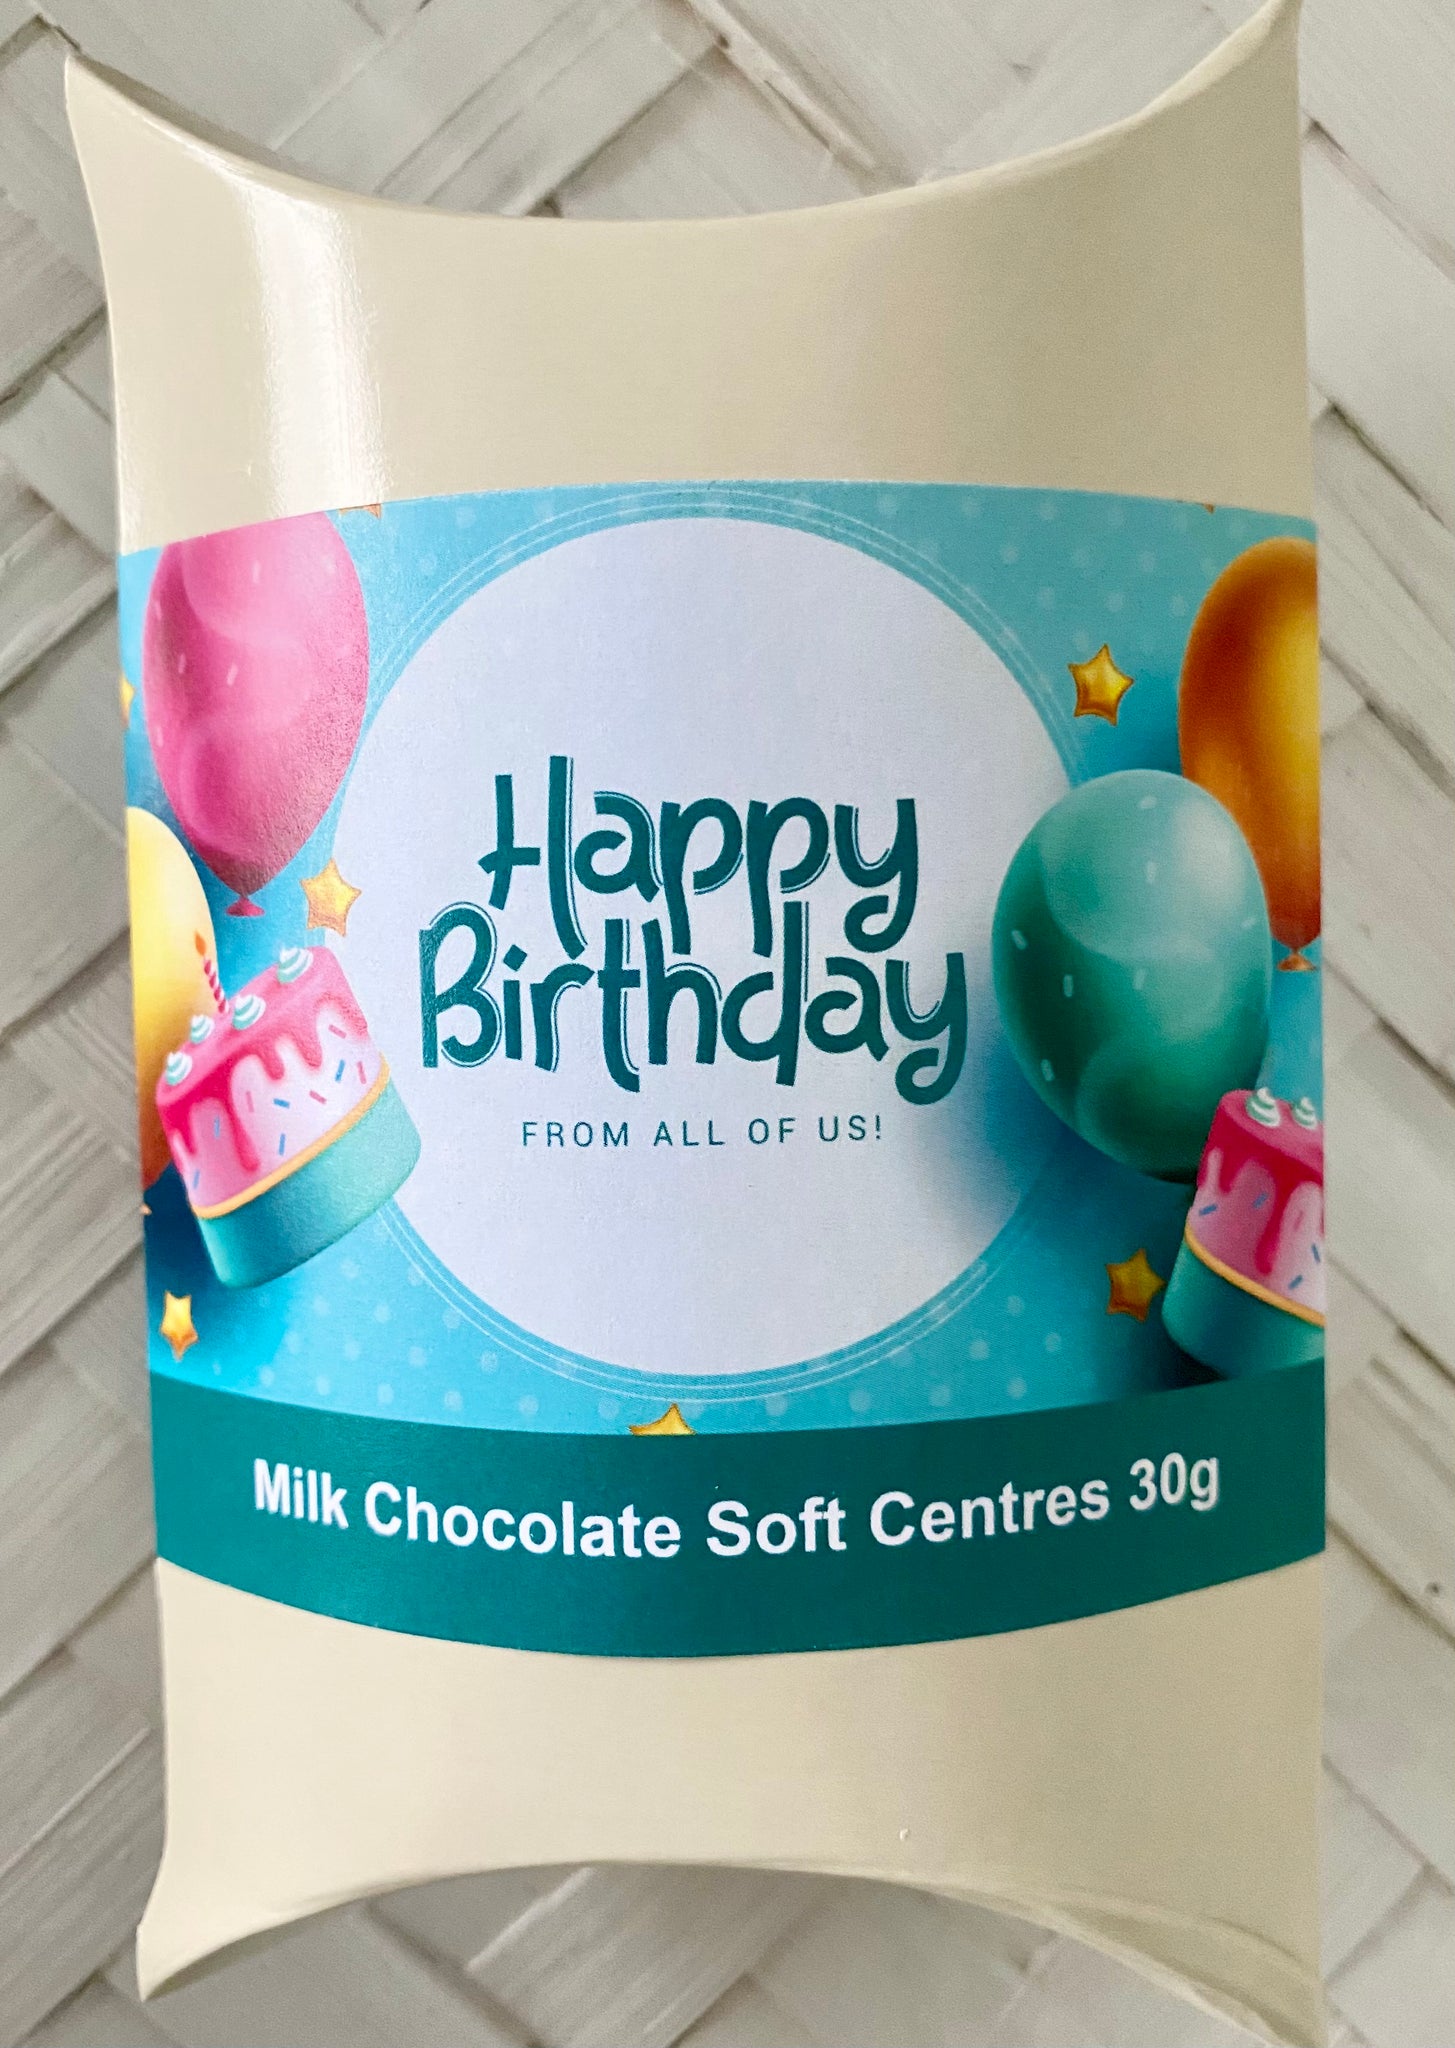 Happy
Birthday
FROM ALL OF US!
Milk Chocolate Soft Centres 30g